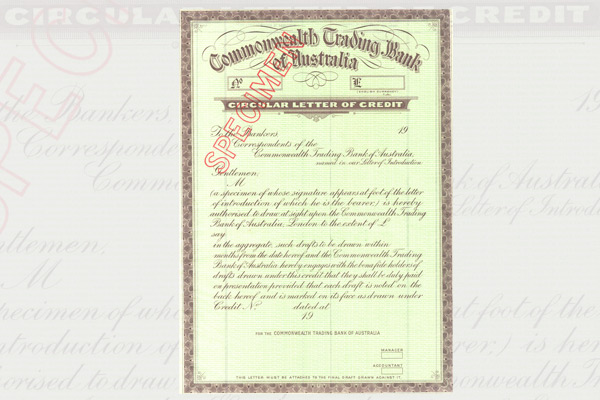 Commonwealth Trading Bank
of Australia
No
£
SPECIMEN
CIRCULAR LETTER OF CREDIT
19
To the Bankers
Correspondents of the
Commonwealth Trading Bank of Australia,
named in our Letter of Introduction
Gentlemen,
M
(a specimen of whose signature appears at foot of the letter
of introduction of which he is the bearer,) is hereby
authorised to draw at sight upon the Commonwealth Trading
Bank of Australia, London to the extent of £
say
in the aggregate, such drafts to be drawn within
months from the date hereof and the Commonwealth Trading
Bank of Australia, hereby engages with the bona fide holders of
drafts drawn under this credit that they shall be duly paid
on presentation provided that each draft is noted on the
back hereof and is marked on its face as drawn under
Credit No. dated at
19
FOR THE COMMONWEALTH TRADING BANK OF AUSTRALIA
MANAGER
ACCOUNTANT
THIS LETTER MUST BE ATTACHED TO THE FINAL DRAFT DRAWN AGAINST IT.